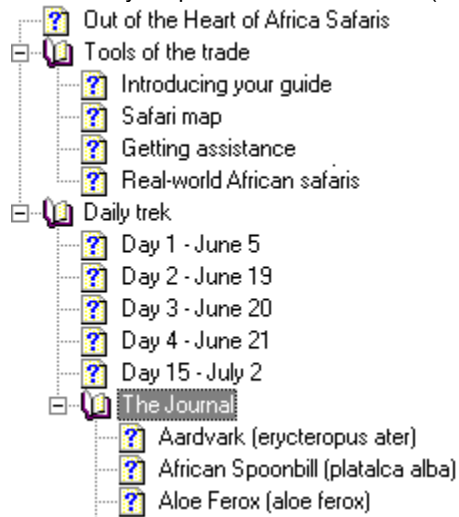 Out of the Heart of Africa Safaris
Tools of the trade
Introducing your guide
Safari map
Getting assistance
Real-world African safaris
Daily trek
Day 1 - June 5
Day 2 - June 19
Day 3 - June 20
Day 4 - June 21
Day 15 - July 2
The Journal
Aardvark (erycteropus ater)
African Spoonbill (platalca alba)
Aloe Ferox (aloe ferox)